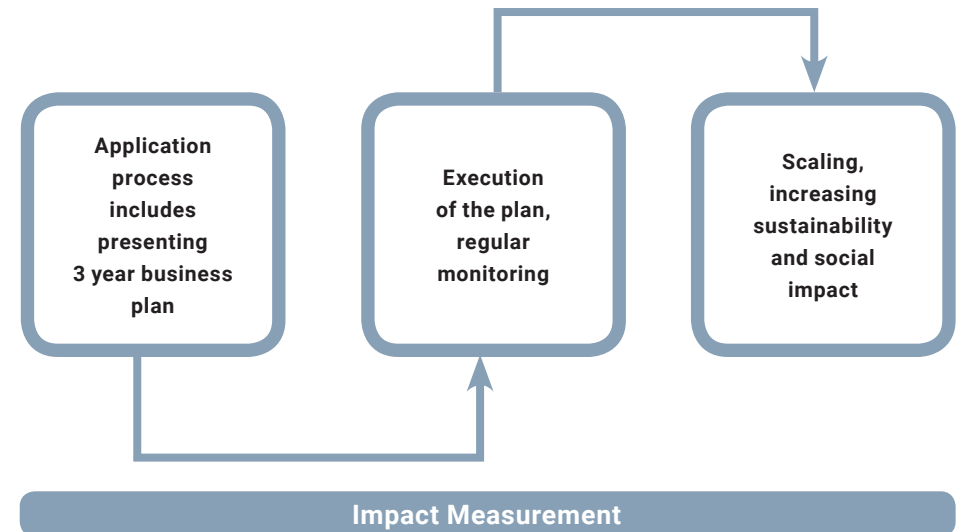 Application
process
includes
presenting
3 year business
plan
Execution
of the plan,
regular
monitoring
Scaling,
increasing
sustainability
and social
impact
Impact Measurement